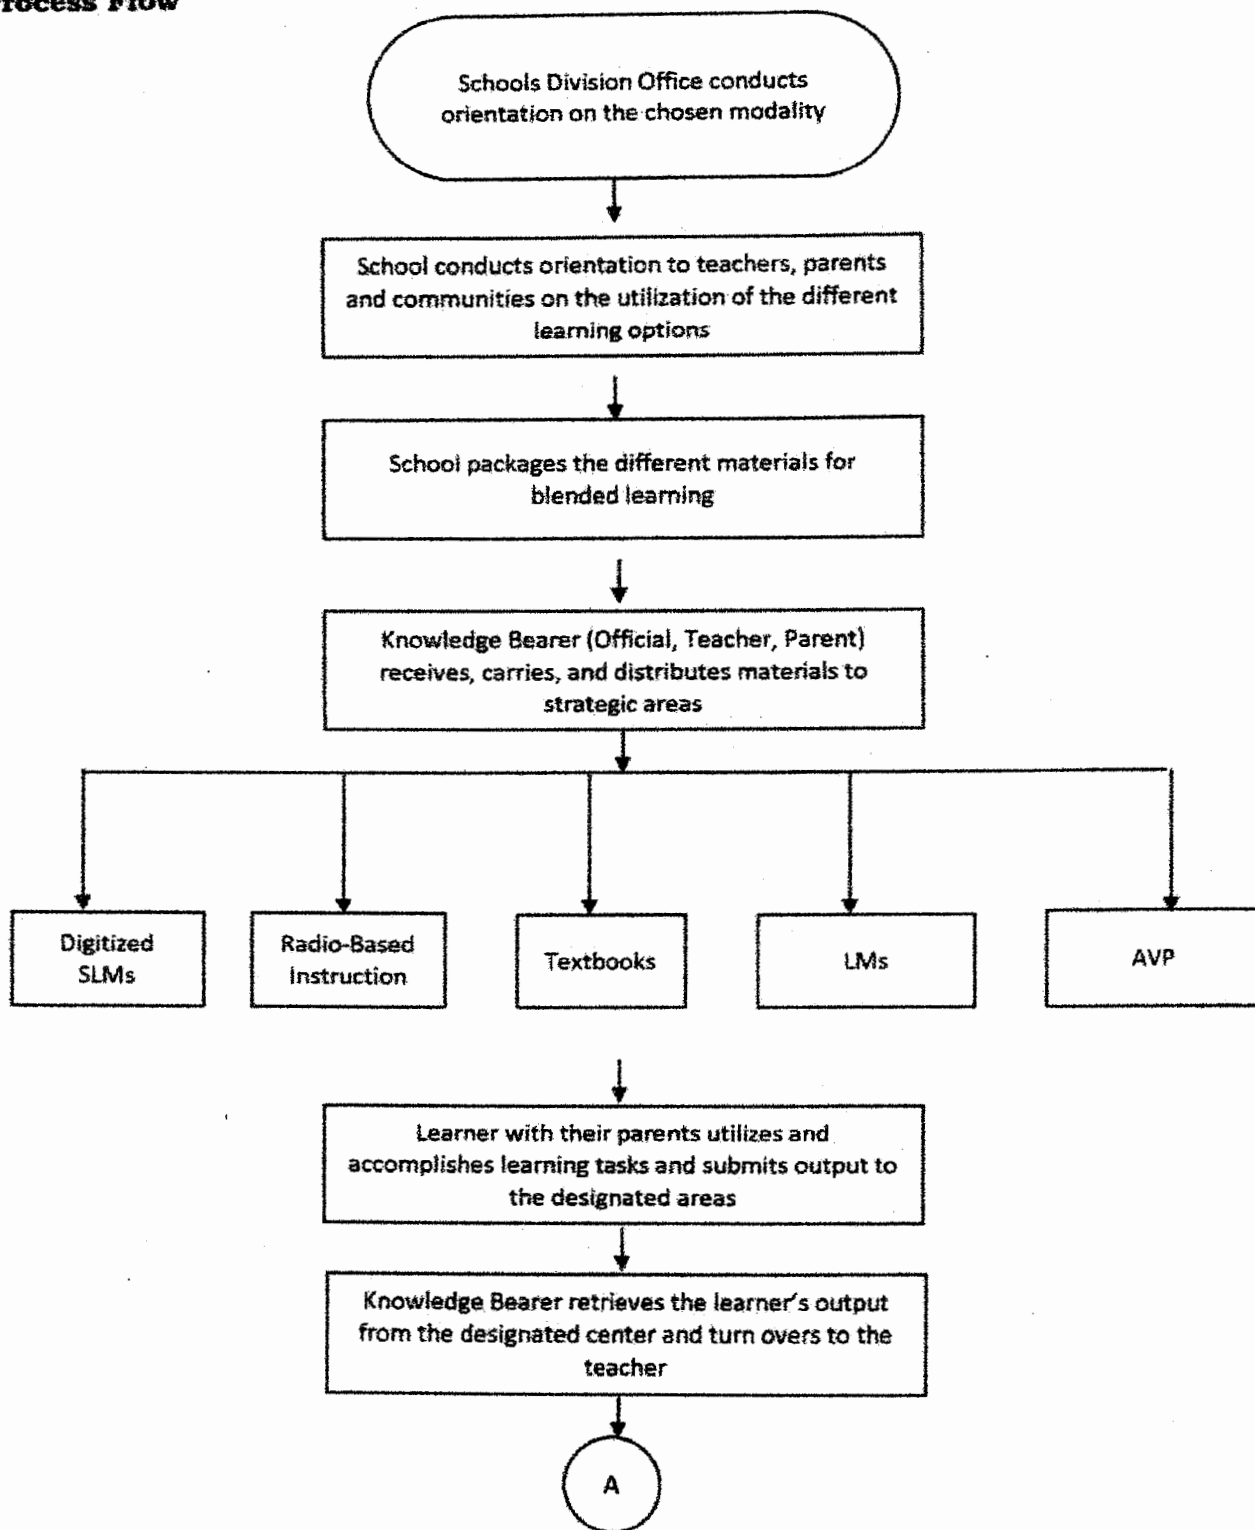 Process Flow
Schools Division Office conducts
orientation on the chosen modality
School conducts orientation to teachers, parents
and communities on the utilization of the different
learning options
School packages the different materials for
blended learning
Knowledge Bearer (Official, Teacher, Parent)
receives, carries, and distributes materials to
strategic areas
Digitized
SLMs
Radio-Based
Instruction
Textbooks
LMs
AVP
Learner with their parents utilizes and
accomplishes learning tasks and submits output to
the designated areas
Knowledge Bearer retrieves the learner's output
from the designated center and turn overs to the
teacher
A